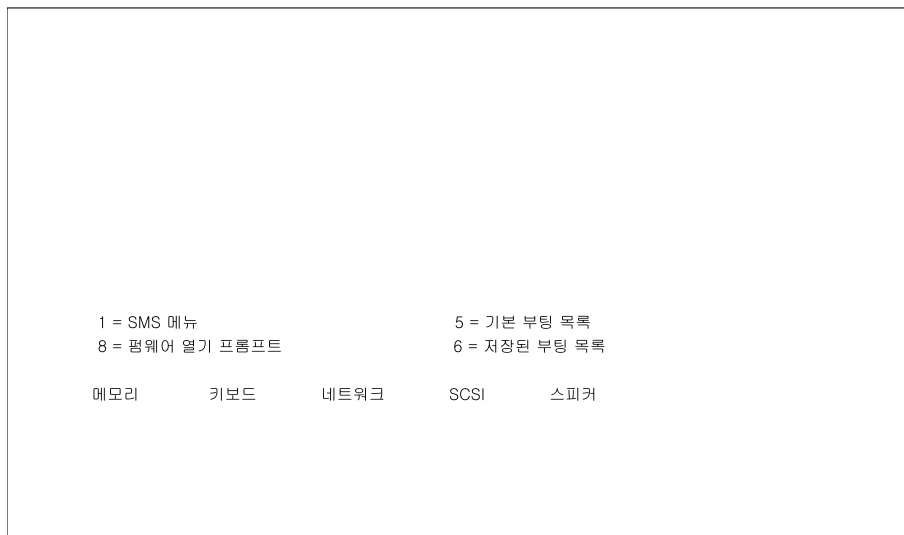 1 = SMS 메뉴 5 = 기본 부팅 목록
8 = 펌웨어 열기 프롬프트 6 = 저장된 부팅 목록
메모리 키보드 네트워크 SCSI 스피커